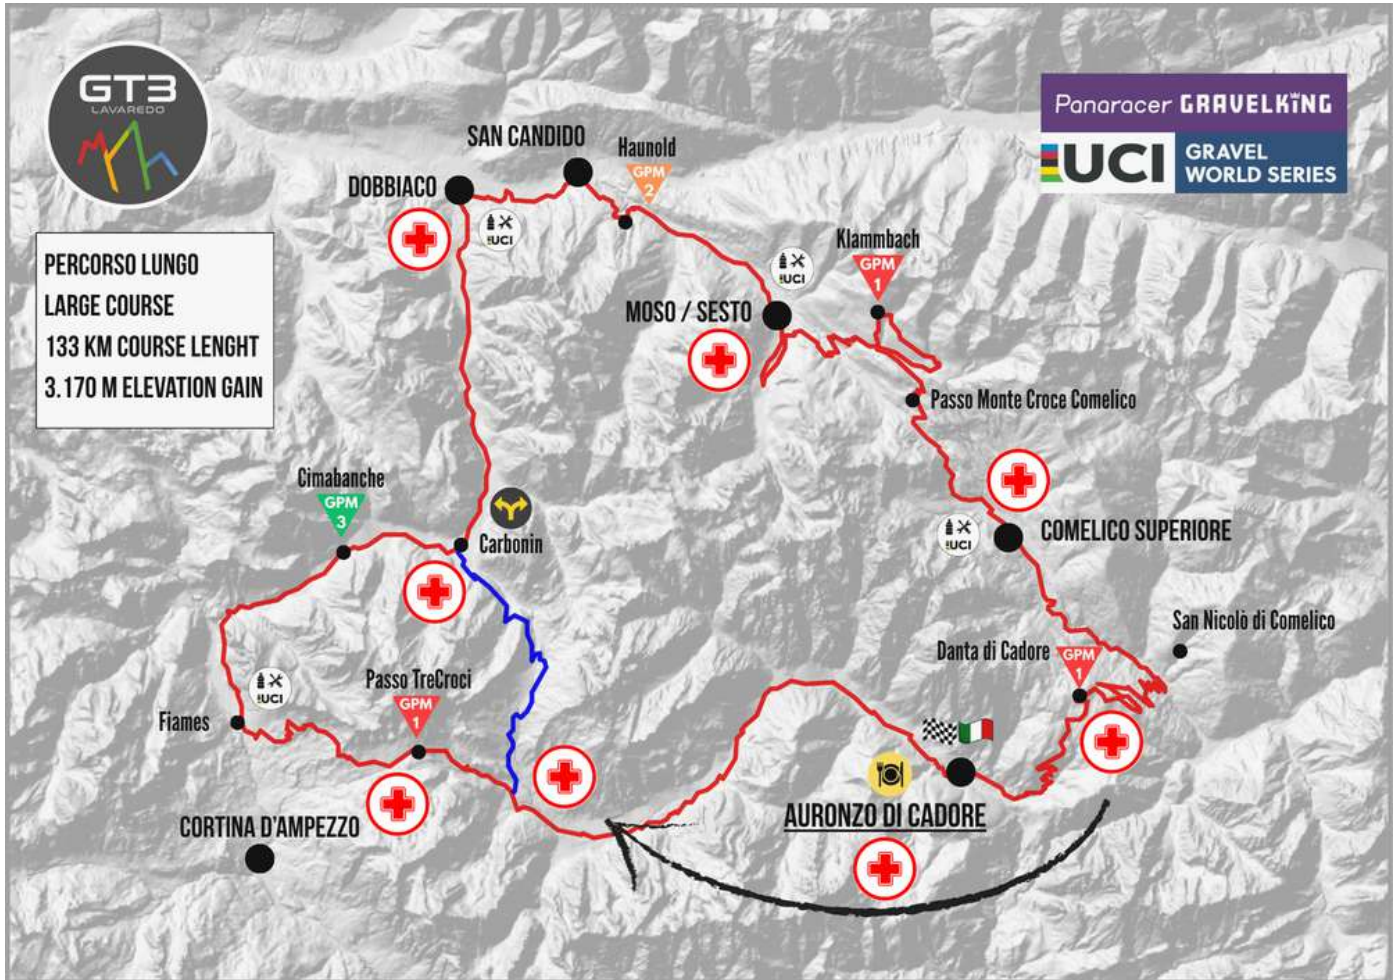 GT3
LAVAREDO
Panaracer GRAVELKING
UCI
GRAVEL
WORLD SERIES
PERCORSO LUNGO
LARGE COURSE
133 KM COURSE LENGHT
3.170 M ELEVATION GAIN
SAN CANDIDO
Haunold
GPM
2
DOBBIACO
UCI
Klammbach
GPM
1
UCI
MOSO / SESTO
Passo Monte Croce Comelico
Cimabanche
GPM
3
Carbonin
UCI
COMELICO SUPERIORE
San Nicolò di Comelico
Danta di Cadore
GPM
1
Passo TreCroci
GPM
1
UCI
Fiames
AURONZO DI CADORE
CORTINA D'AMPEZZO